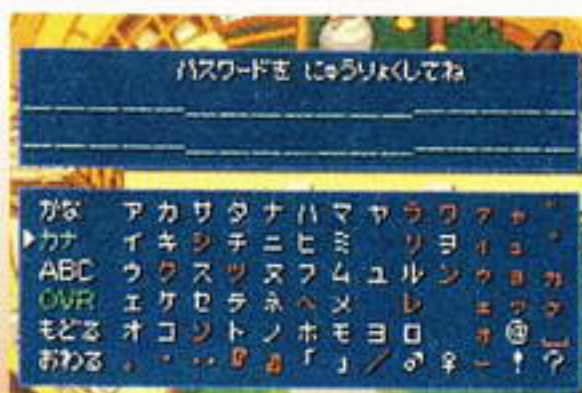 パスワードを にゅうりょくしてね
かな ア カ サ タ ナ ハ マ ヤ ラ ワ ァ ャ ゛
▶カナ イ キ シ チ ニ ヒ ミ リ ヲ ィ ュ ゜
ABC ウ ク ス ツ ヌ フ ム ユ ル ン ゥ ョ ヵ
OVR エ ケ セ テ ネ ヘ メ レ ェ ッ ヶ
もどる オ コ ソ ト ノ ホ モ ヨ ロ ォ @
おわる 「 」 / ♂ ♀ ー ! ?